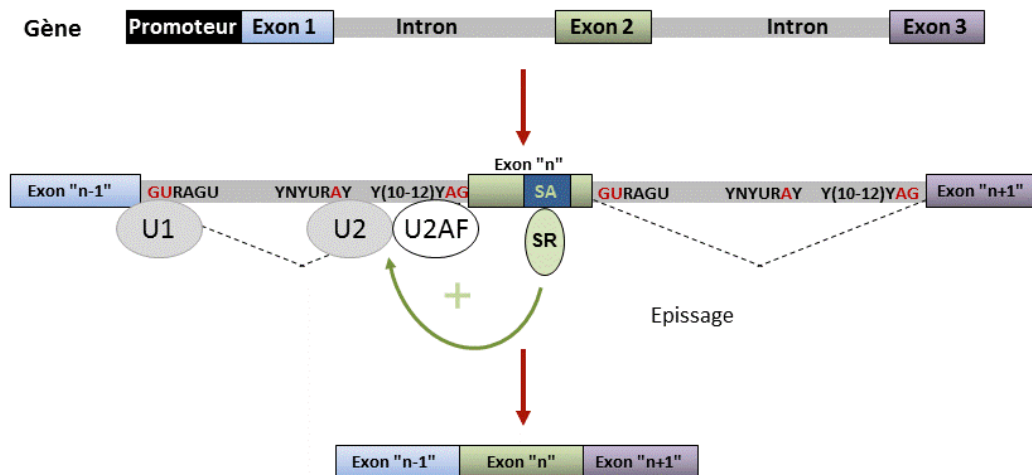 Gène Promoteur Exon 1 Intron Exon 2 Intron Exon 3
Exon "n"
Exon "n-1" GURAGU YNYURAY Y(10-12)YAG SA GURAGU YNYURAY Y(10-12)YAG Exon "n+1"
U1 U2 U2AF SR
+
Epissage
Exon "n-1" Exon "n" Exon "n+1"